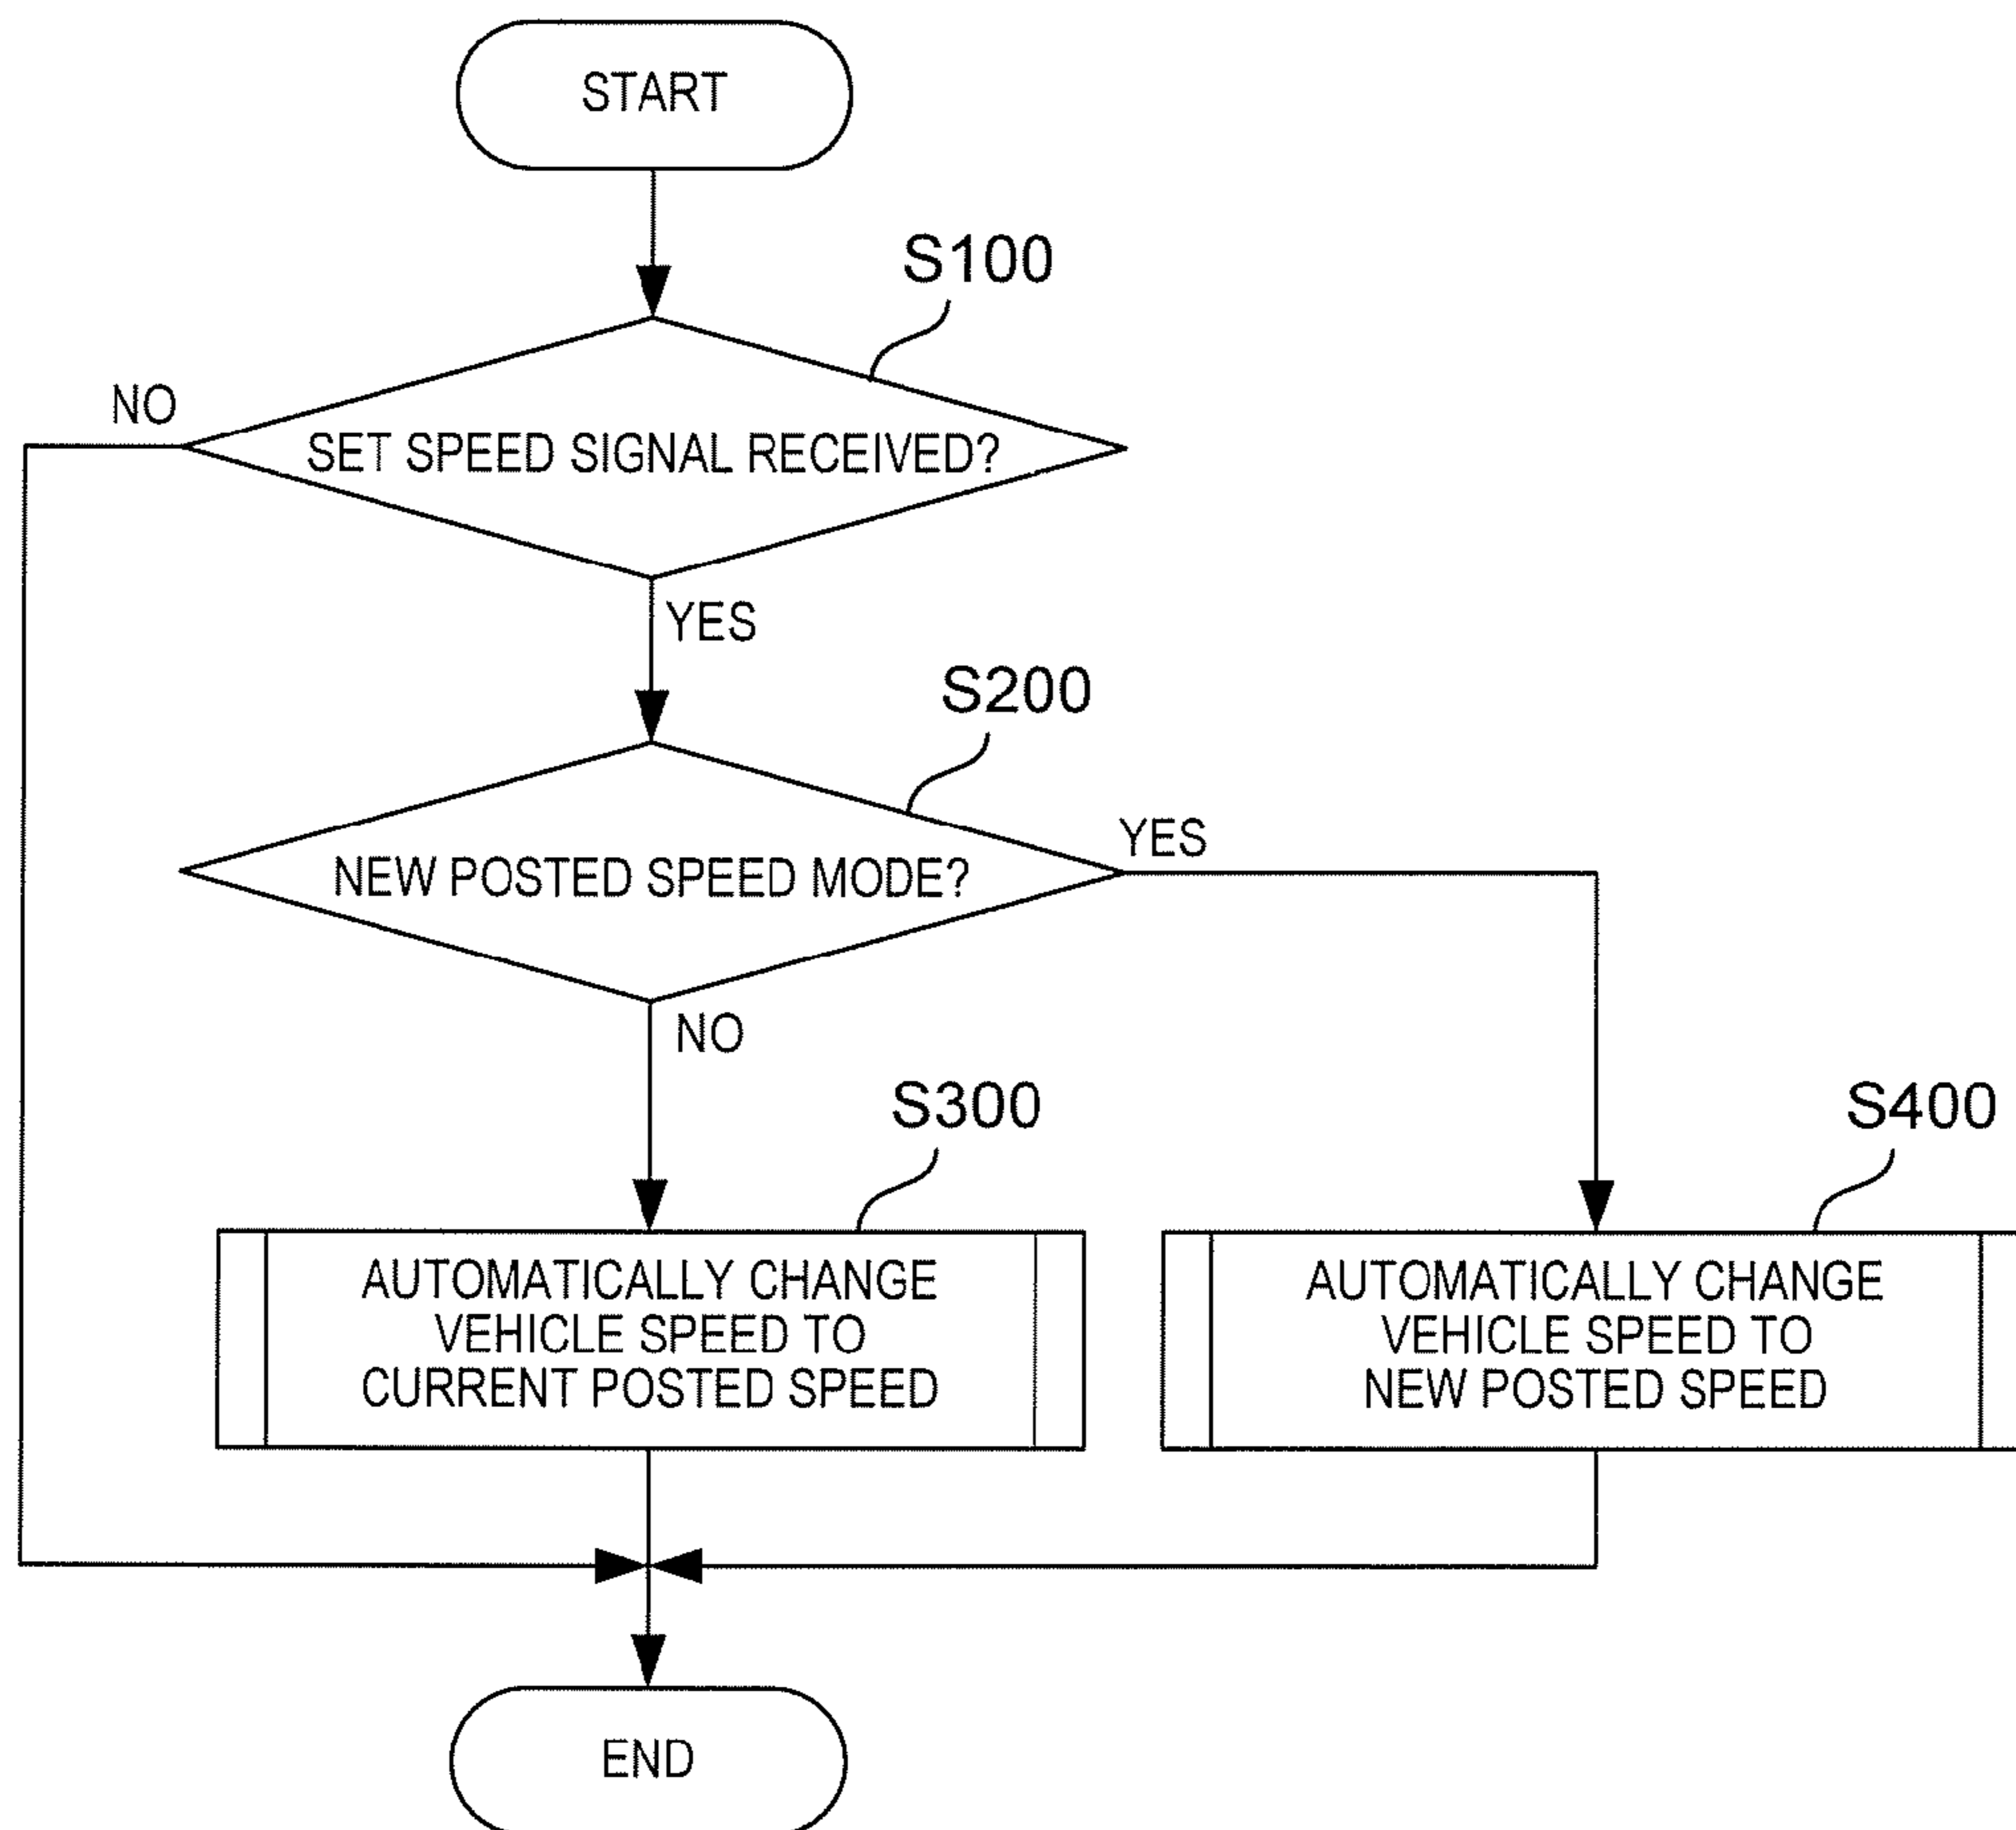 START
S100
NO
SET SPEED SIGNAL RECEIVED?
YES
S200
YES
NEW POSTED SPEED MODE?
NO
S300
S400
AUTOMATICALLY CHANGE
VEHICLE SPEED TO
CURRENT POSTED SPEED
AUTOMATICALLY CHANGE
VEHICLE SPEED TO
NEW POSTED SPEED
END